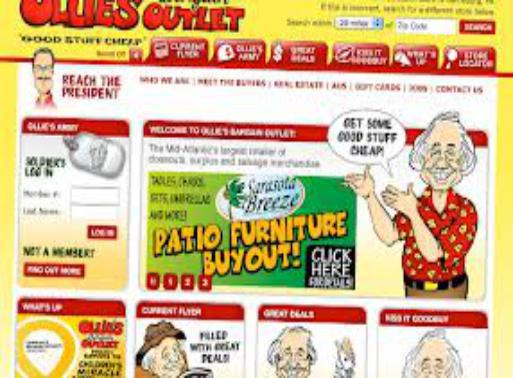 OLLIE'S OUTLET
"GOOD STUFF CHEAP"
If this is incorrect, search for a different store below.
Search within 20 miles of Zip Code SEARCH
CURRENT FLYER
OLLIE'S ARMY
GREAT DEALS
KISS IT GOODBUY
WHAT'S UP
STORE LOCATOR
REACH THE PRESIDENT
WHO WE ARE | MEET THE BUYERS | REAL ESTATE | ADS | GIFT CARDS | JOBS | CONTACT US
OLLIE'S ARMY
SOLDIERS
LOG IN
Member #:
Last Name:
LOG IN
NOT A MEMBER?
FIND OUT MORE
WELCOME TO OLLIE'S BARGAIN OUTLET!
The Mid-Atlantic's largest retailer of
closeouts, surplus and salvage merchandise.
TABLES, CHAIRS,
SETS, UMBRELLAS
AND MORE!
Sarasota
Breeze
PATIO FURNITURE
BUYOUT!
CLICK
HERE
FOR DETAILS
1 2 3
GET SOME
GOOD STUFF
CHEAP!
WHAT'S UP
OLLIE'S
OUTLET
CHILDREN'S
MIRACLE
CURRENT FLYER
FILLED
WITH GREAT
DEALS!
GREAT DEALS
KISS IT GOODBUY